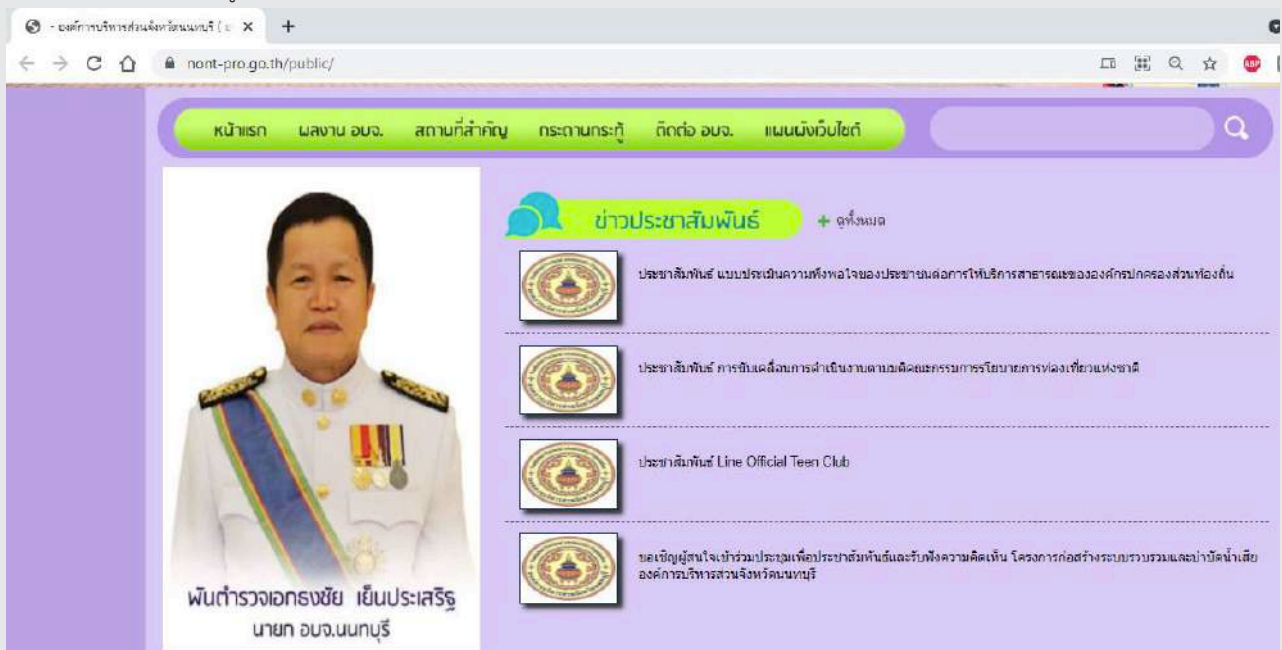 - องค์การบริหารส่วนจังหวัดนนทบุรี (
nont-pro.go.th/public/
ABP
หน้าแรก ผลงาน อบจ. สถานที่สำคัญ กระดานกระทู้ ติดต่อ อบจ. แผนผังเว็บไซต์
ข่าวประชาสัมพันธ์ + ดูทั้งหมด
ประชาสัมพันธ์ แบบประเมินความพึงพอใจของประชาชนต่อการให้บริการสาธารณะขององค์กรปกครองส่วนท้องถิ่น
ประชาสัมพันธ์ การขับเคลื่อนการดำเนินงานตามมติคณะกรรมการนโยบายการท่องเที่ยวแห่งชาติ
ประชาสัมพันธ์ Line Official Teen Club
ขอเชิญผู้สนใจเข้าร่วมประชุมเพื่อประชาสัมพันธ์และรับฟังความคิดเห็น โครงการก่อสร้างระบบรวบรวมและบำบัดน้ำเสีย
องค์การบริหารส่วนจังหวัดนนทบุรี
พันตำรวจเอกธงชัย เย็นประเสริฐ
นายก อบจ.นนทบุรี